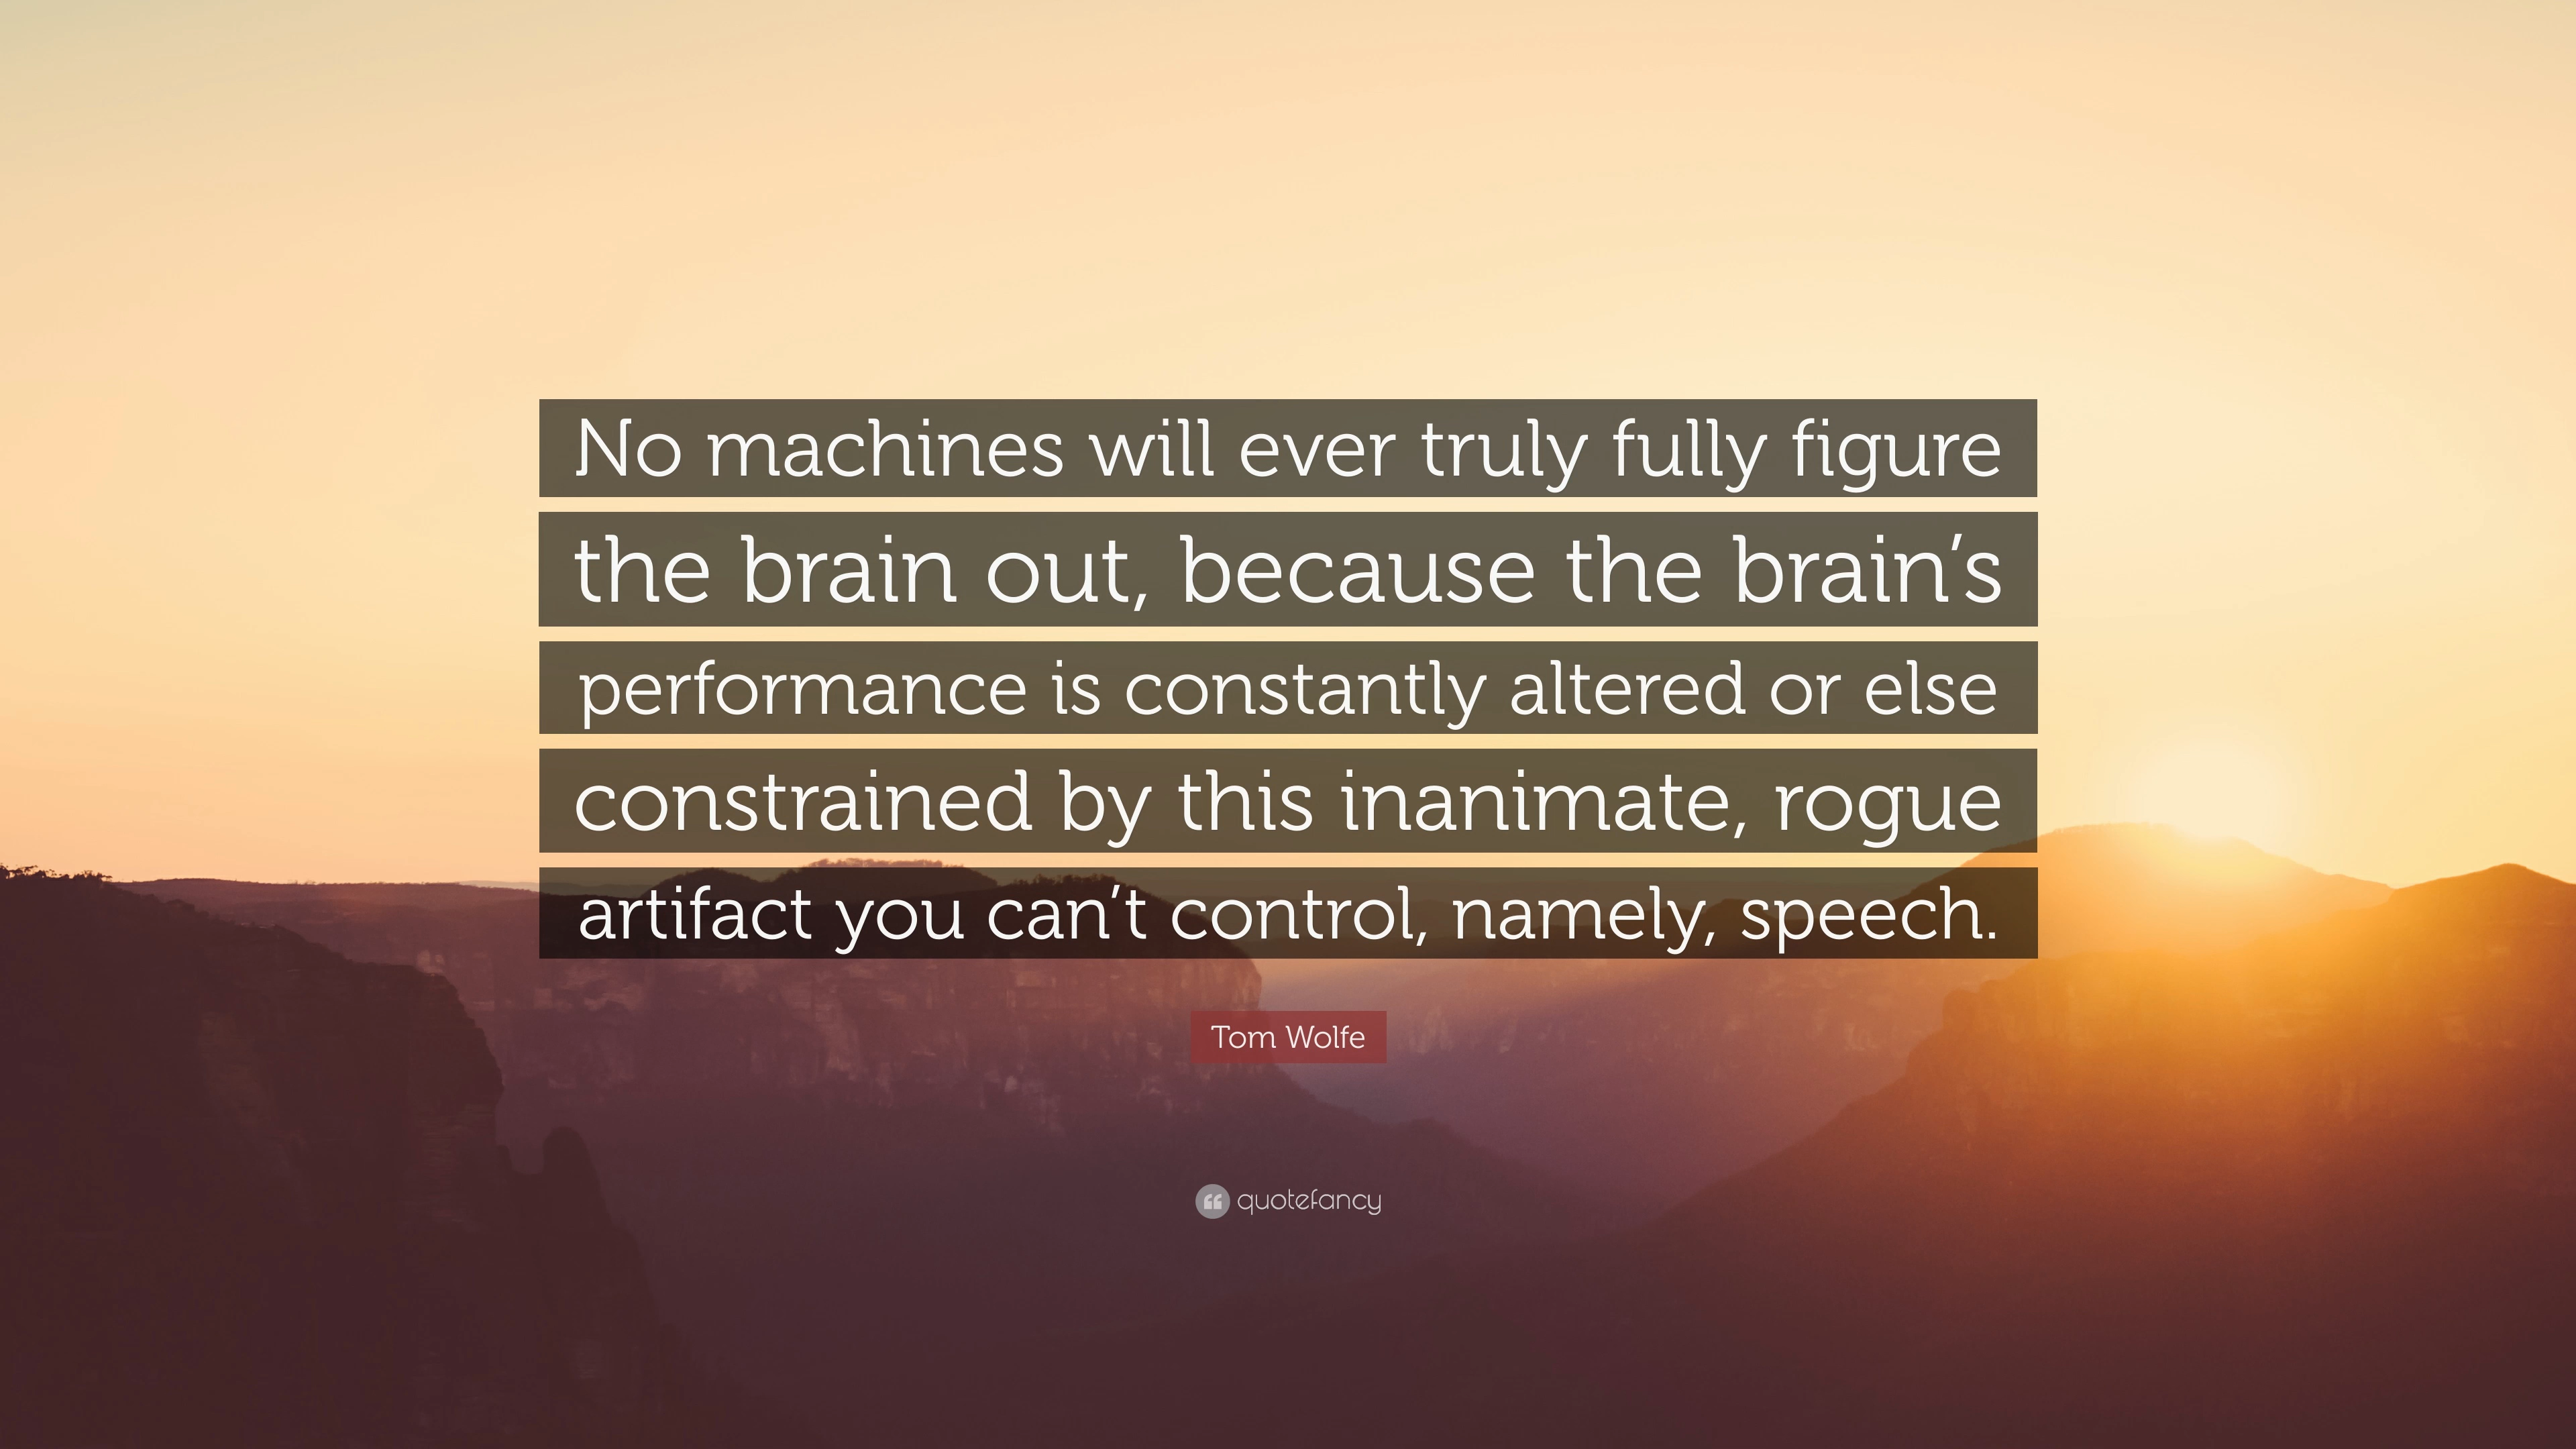 No machines will ever truly fully figure
the brain out, because the brain’s
performance is constantly altered or else
constrained by this inanimate, rogue
artifact you can’t control, namely, speech.
Tom Wolfe
quotefancy